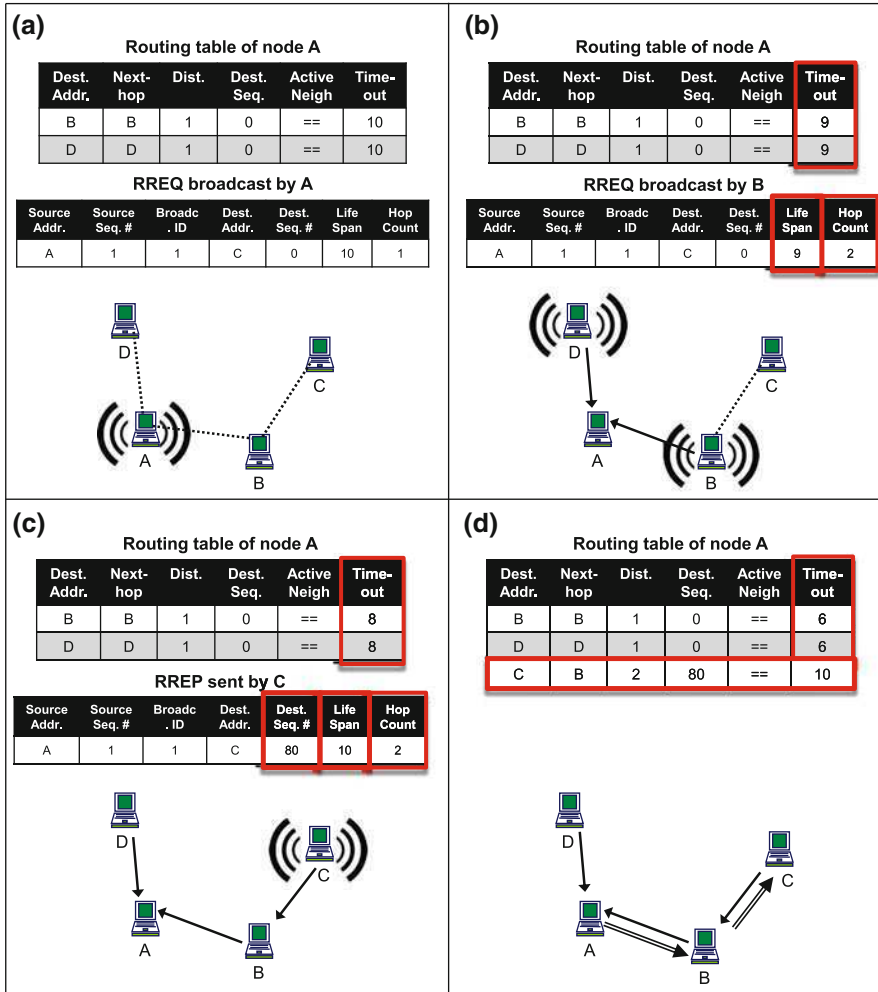 (a)
Routing table of node A
Dest. Addr. Next-hop Dist. Dest. Seq. Active Neigh Time-out
B B 1 0 == 10
D D 1 0 == 10
RREQ broadcast by A
Source Addr. Source Seq. # Broadc . ID Dest. Addr. Dest. Seq. # Life Span Hop Count
A 1 1 C 0 10 1
D
C
A
B
(b)
Routing table of node A
Dest. Addr. Next-hop Dist. Dest. Seq. Active Neigh Time-out
B B 1 0 == 9
D D 1 0 == 9
RREQ broadcast by B
Source Addr. Source Seq. # Broadc . ID Dest. Addr. Dest. Seq. # Life Span Hop Count
A 1 1 C 0 9 2
D
C
A
B
(c)
Routing table of node A
Dest. Addr. Next-hop Dist. Dest. Seq. Active Neigh Time-out
B B 1 0 == 8
D D 1 0 == 8
RREP sent by C
Source Addr. Source Seq. # Broadc . ID Dest. Addr. Dest. Seq. # Life Span Hop Count
A 1 1 C 80 10 2
D
C
A
B
(d)
Routing table of node A
Dest. Addr. Next-hop Dist. Dest. Seq. Active Neigh Time-out
B B 1 0 == 6
D D 1 0 == 6
C B 2 80 == 10
D
C
A
B